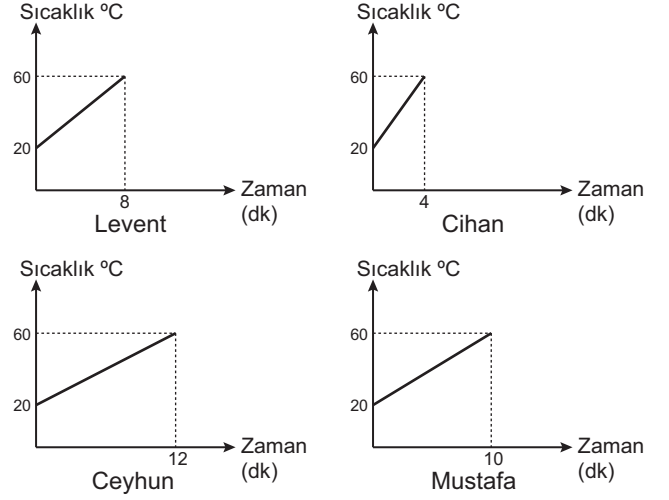 Sıcaklık ºC
60
20
8
Zaman
(dk)
Levent
Sıcaklık ºC
60
20
4
Zaman
(dk)
Cihan
Sıcaklık ºC
60
20
12
Zaman
(dk)
Ceyhun
Sıcaklık ºC
60
20
10
Zaman
(dk)
Mustafa